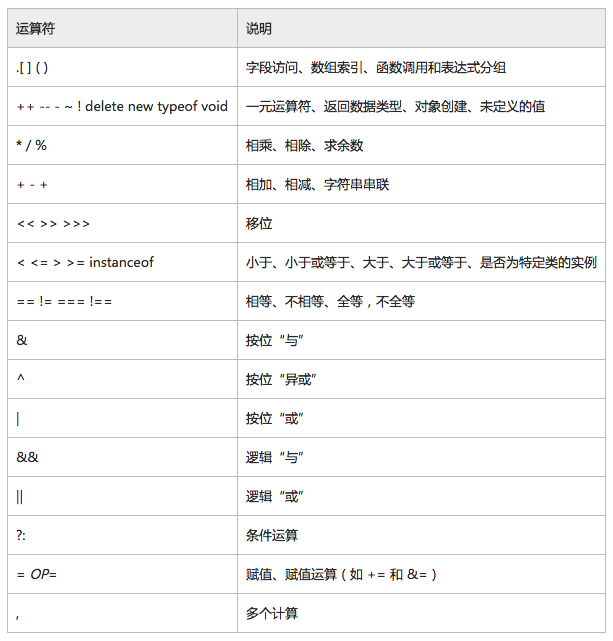 运算符 说明
.[ ] ( ) 字段访问、数组索引、函数调用和表达式分组
++ -- - ~ ! delete new typeof void 一元运算符、返回数据类型、对象创建、未定义的值
* / % 相乘、相除、求余数
+ - + 相加、相减、字符串串联
<< >> >>> 移位
< <= > >= instanceof 小于、小于或等于、大于、大于或等于、是否为特定类的实例
== != === !== 相等、不相等、全等，不全等
& 按位“与”
^ 按位“异或”
| 按位“或”
&& 逻辑“与”
|| 逻辑“或”
?: 条件运算
= OP= 赋值、赋值运算（如 += 和 &=）
, 多个计算